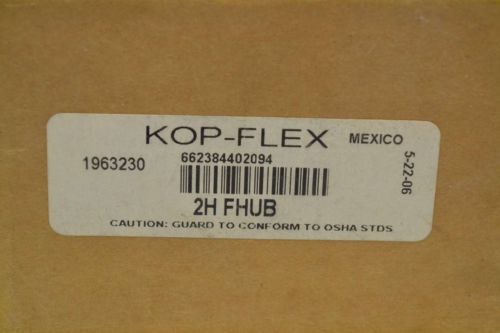 KOP-FLEX MEXICO
1963230 662384402094
5-22-06
2H FHUB
CAUTION: GUARD TO CONFORM TO OSHA STDS